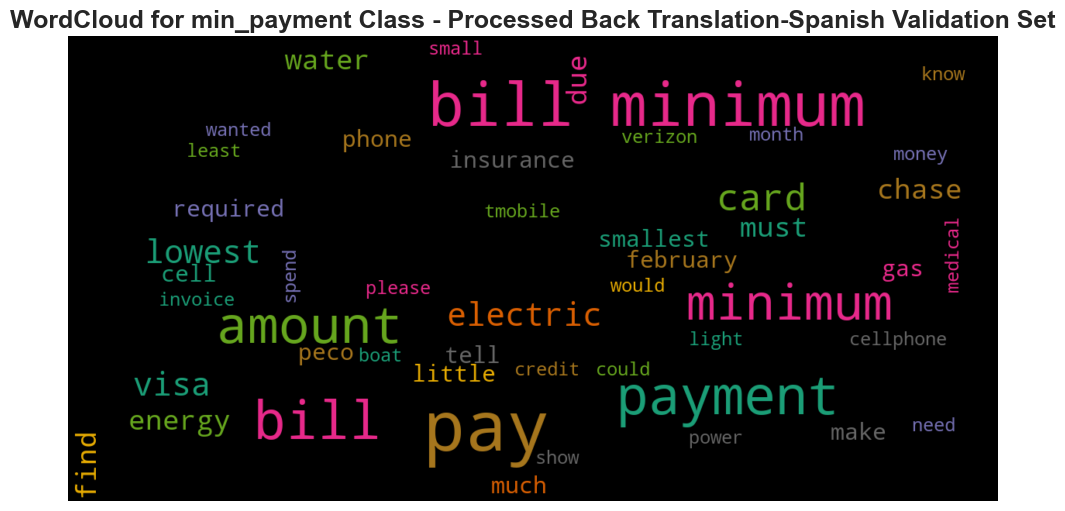 WordCloud for min_payment Class - Processed Back Translation-Spanish Validation Set
small
water
due
know
bill
minimum
wanted
verizon
month
phone
least
insurance
money
chase
card
required
tmobile
must
smallest
lowest
february
medical
cell
gas
spend
please
would
invoice
minimum
electric
amount
light
cellphone
peco
boat
tell
little
credit
could
visa
payment
energy
bill
pay
need
make
power
find
show
much